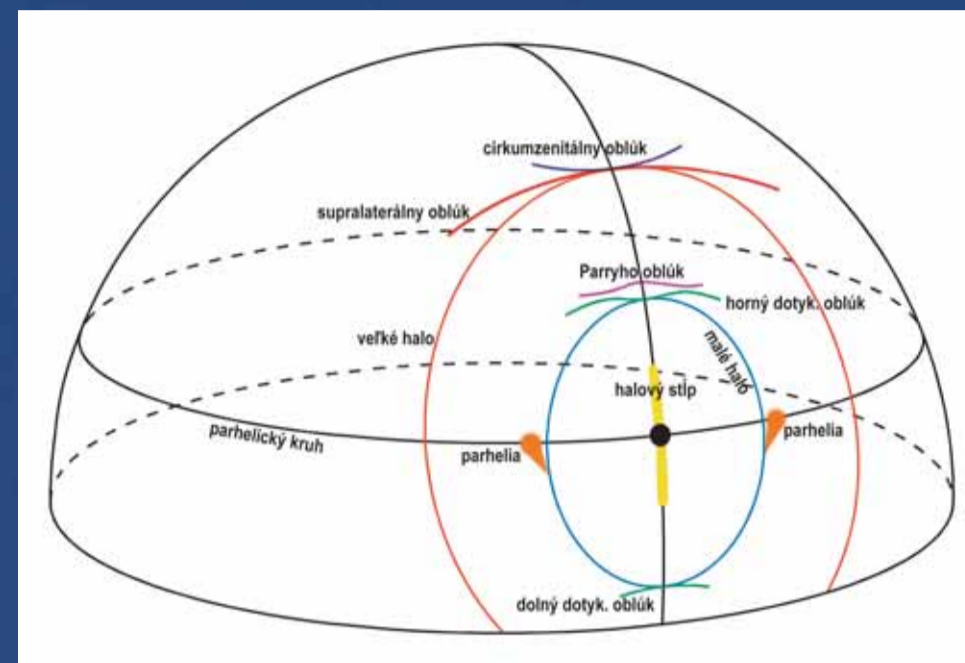 cirkumzenitálny oblúk
supralaterálny oblúk
Parryho oblúk
horný dotyk. oblúk
veľké halo
malé haló
halový stĺp
parhelický kruh
parhelia
parhelia
dolný dotyk. oblúk